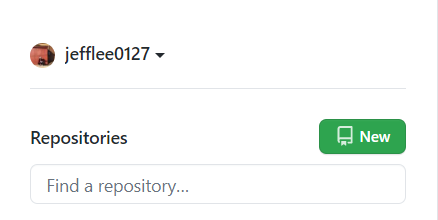 jefflee0127
Repositories
New
Find a repository...